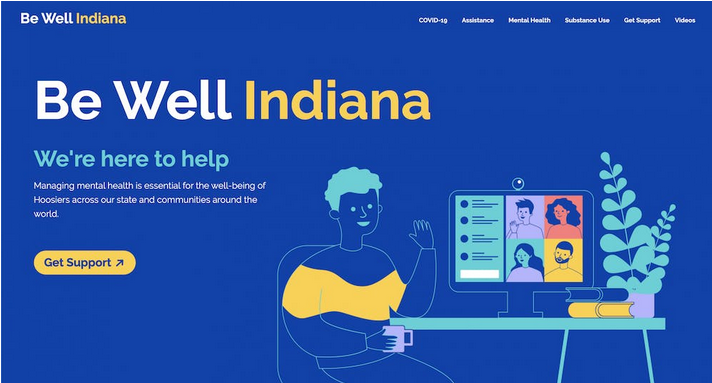 Be Well Indiana
COVID-19 Assistance Mental Health Substance Use Get Support Videos
Be Well Indiana
We're here to help
Managing mental health is essential for the well-being of
Hoosiers across our state and communities around the
world.
Get Support